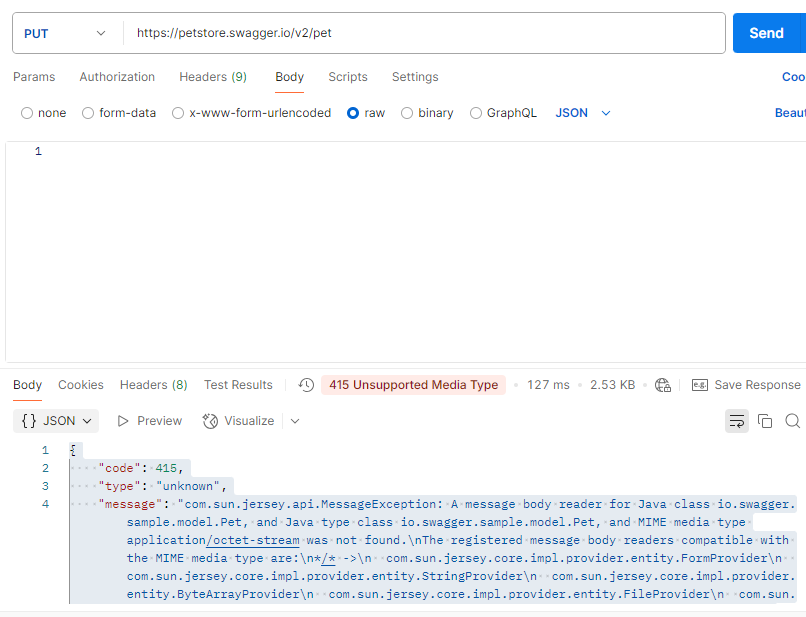 PUT https://petstore.swagger.io/v2/pet Send
Params Authorization Headers (9) Body Scripts Settings Coo
none form-data x-www-form-urlencoded raw binary GraphQL JSON Beaut
1
Body Cookies Headers (8) Test Results 415 Unsupported Media Type • 127 ms • 2.53 KB • e.g. Save Response
{} JSON Preview Visualize
1 {
2 ····"code":·415,
3 ····"type":·"unknown",
4 ····"message":·"com.sun.jersey.api.MessageException:·A·message·body·reader·for·Java·class·io.swagger.
sample.model.Pet,·and·Java·type·class·io.swagger.sample.model.Pet,·and·MIME·media·type·
application/octet-stream·was·not·found.\nThe·registered·message·body·readers·compatible·with·
the·MIME·media·type·are:\n*/*·->\n··com.sun.jersey.core.impl.provider.entity.FormProvider\n··
com.sun.jersey.core.impl.provider.entity.StringProvider\n··com.sun.jersey.core.impl.provider.
entity.ByteArrayProvider\n··com.sun.jersey.core.impl.provider.entity.FileProvider\n··com.sun.